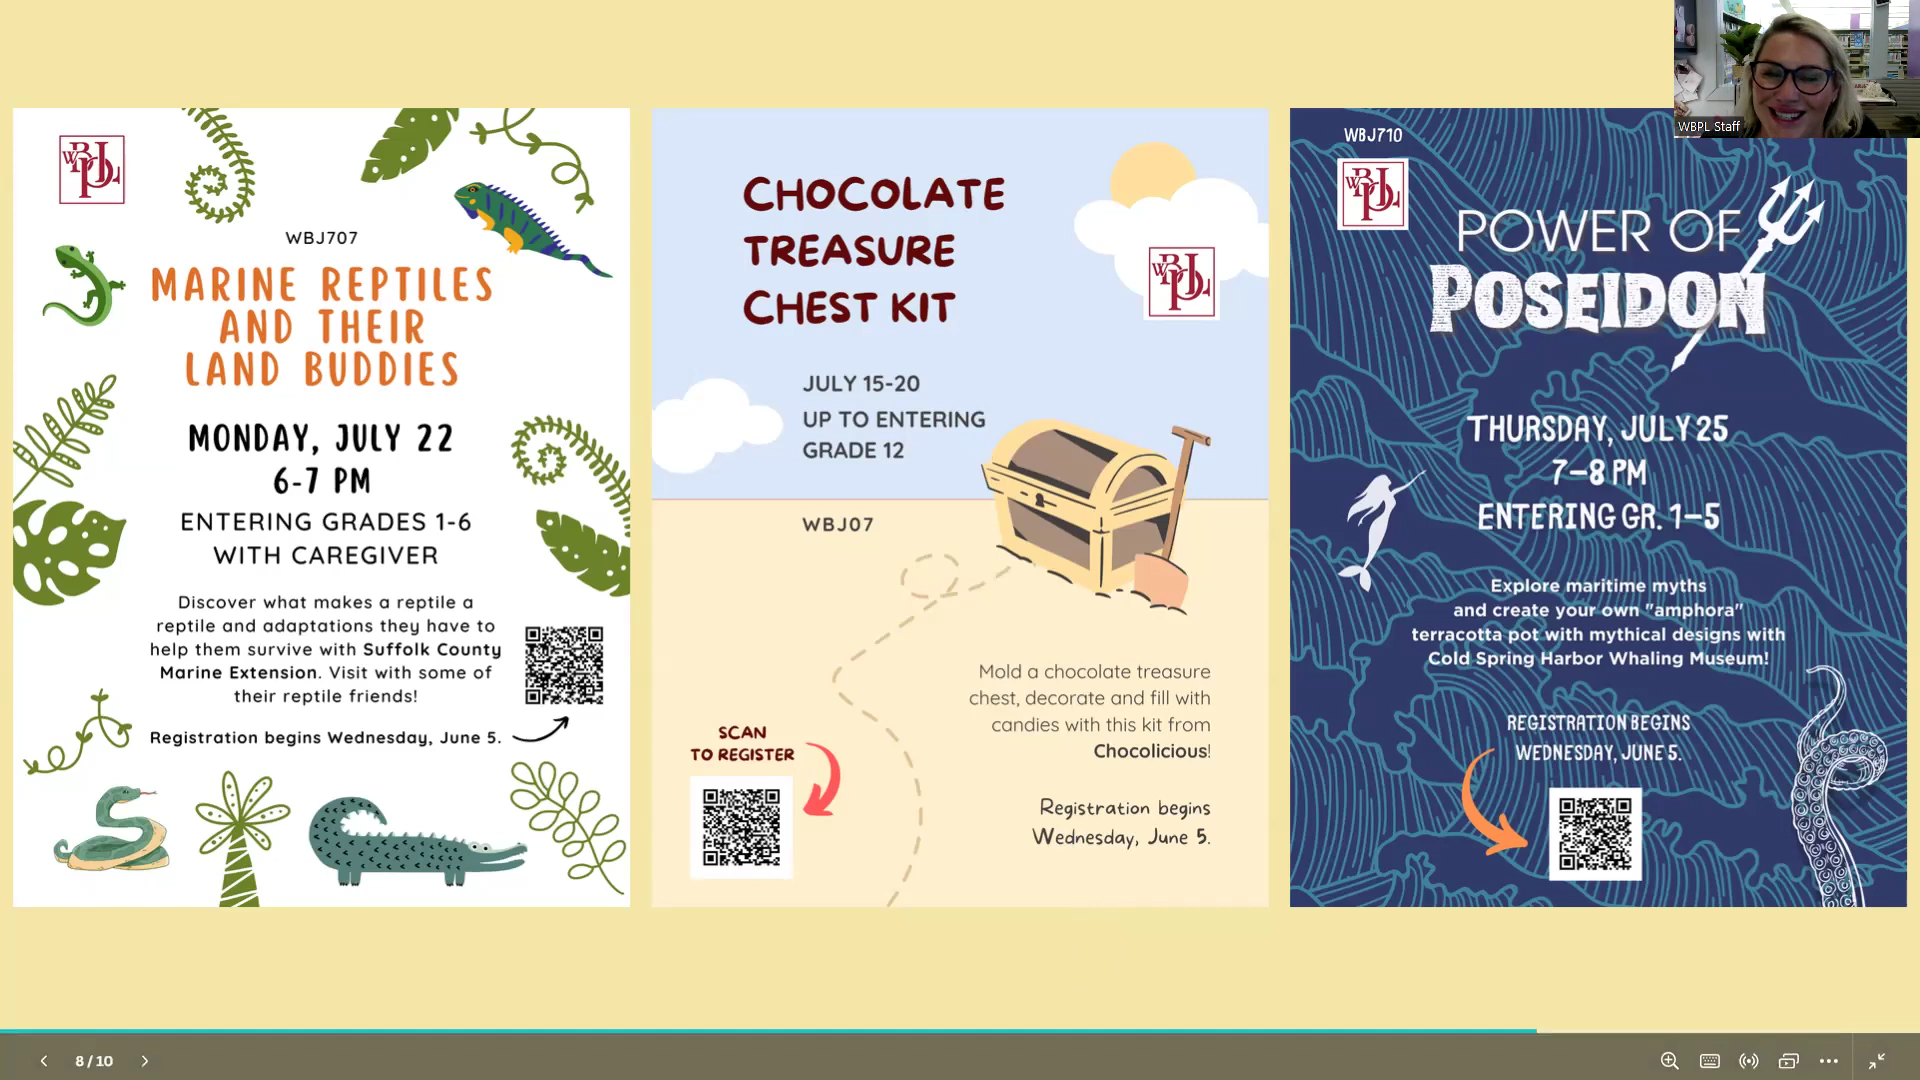 WBPL
WBJ707
MARINE REPTILES
AND THEIR
LAND BUDDIES
MONDAY, JULY 22
6-7 PM
ENTERING GRADES 1-6
WITH CAREGIVER
Discover what makes a reptile a
reptile and adaptations they have to
help them survive with Suffolk County
Marine Extension. Visit with some of
their reptile friends!
Registration begins Wednesday, June 5.
CHOCOLATE
TREASURE
CHEST KIT
WBPL
JULY 15-20
UP TO ENTERING
GRADE 12
WBJ07
Mold a chocolate treasure
chest, decorate and fill with
candies with this kit from
Chocolicious!
SCAN
TO REGISTER
Registration begins
Wednesday, June 5.
WBJ710
WBPL
POWER OF
POSEIDON
THURSDAY, JULY 25
7–8 PM
ENTERING GR. 1–5
Explore maritime myths
and create your own "amphora"
terracotta pot with mythical designs with
Cold Spring Harbor Whaling Museum!
REGISTRATION BEGINS
WEDNESDAY, JUNE 5.
WBPL Staff
8 / 10